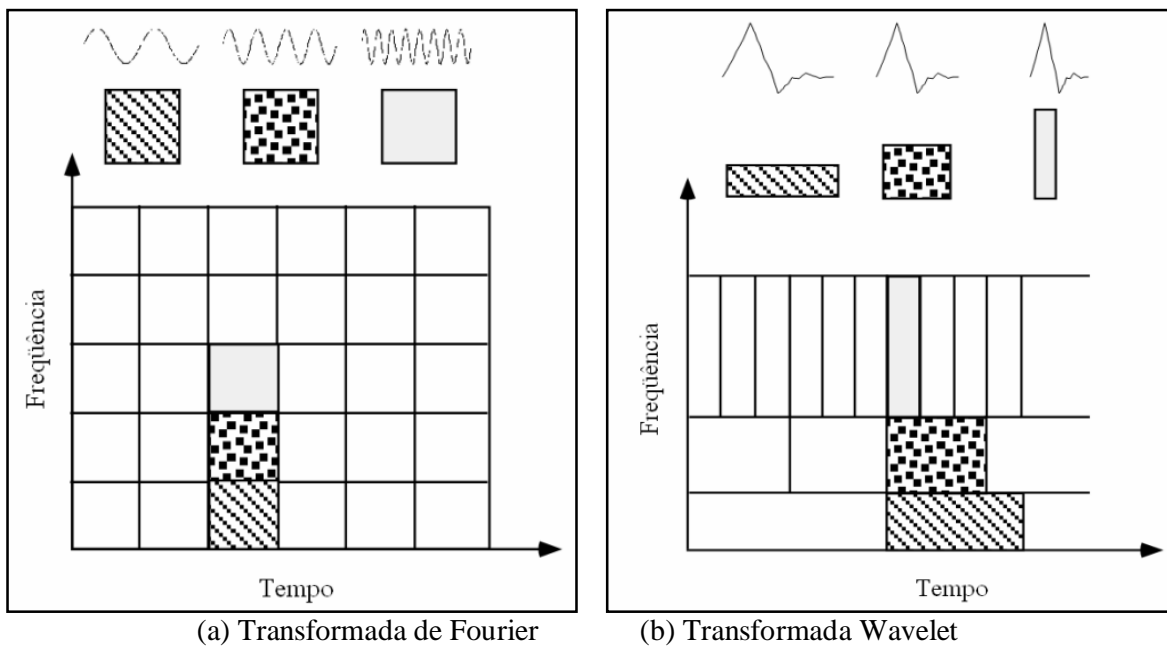 Freqüência
Tempo
Freqüência
Tempo
(a) Transformada de Fourier
(b) Transformada Wavelet